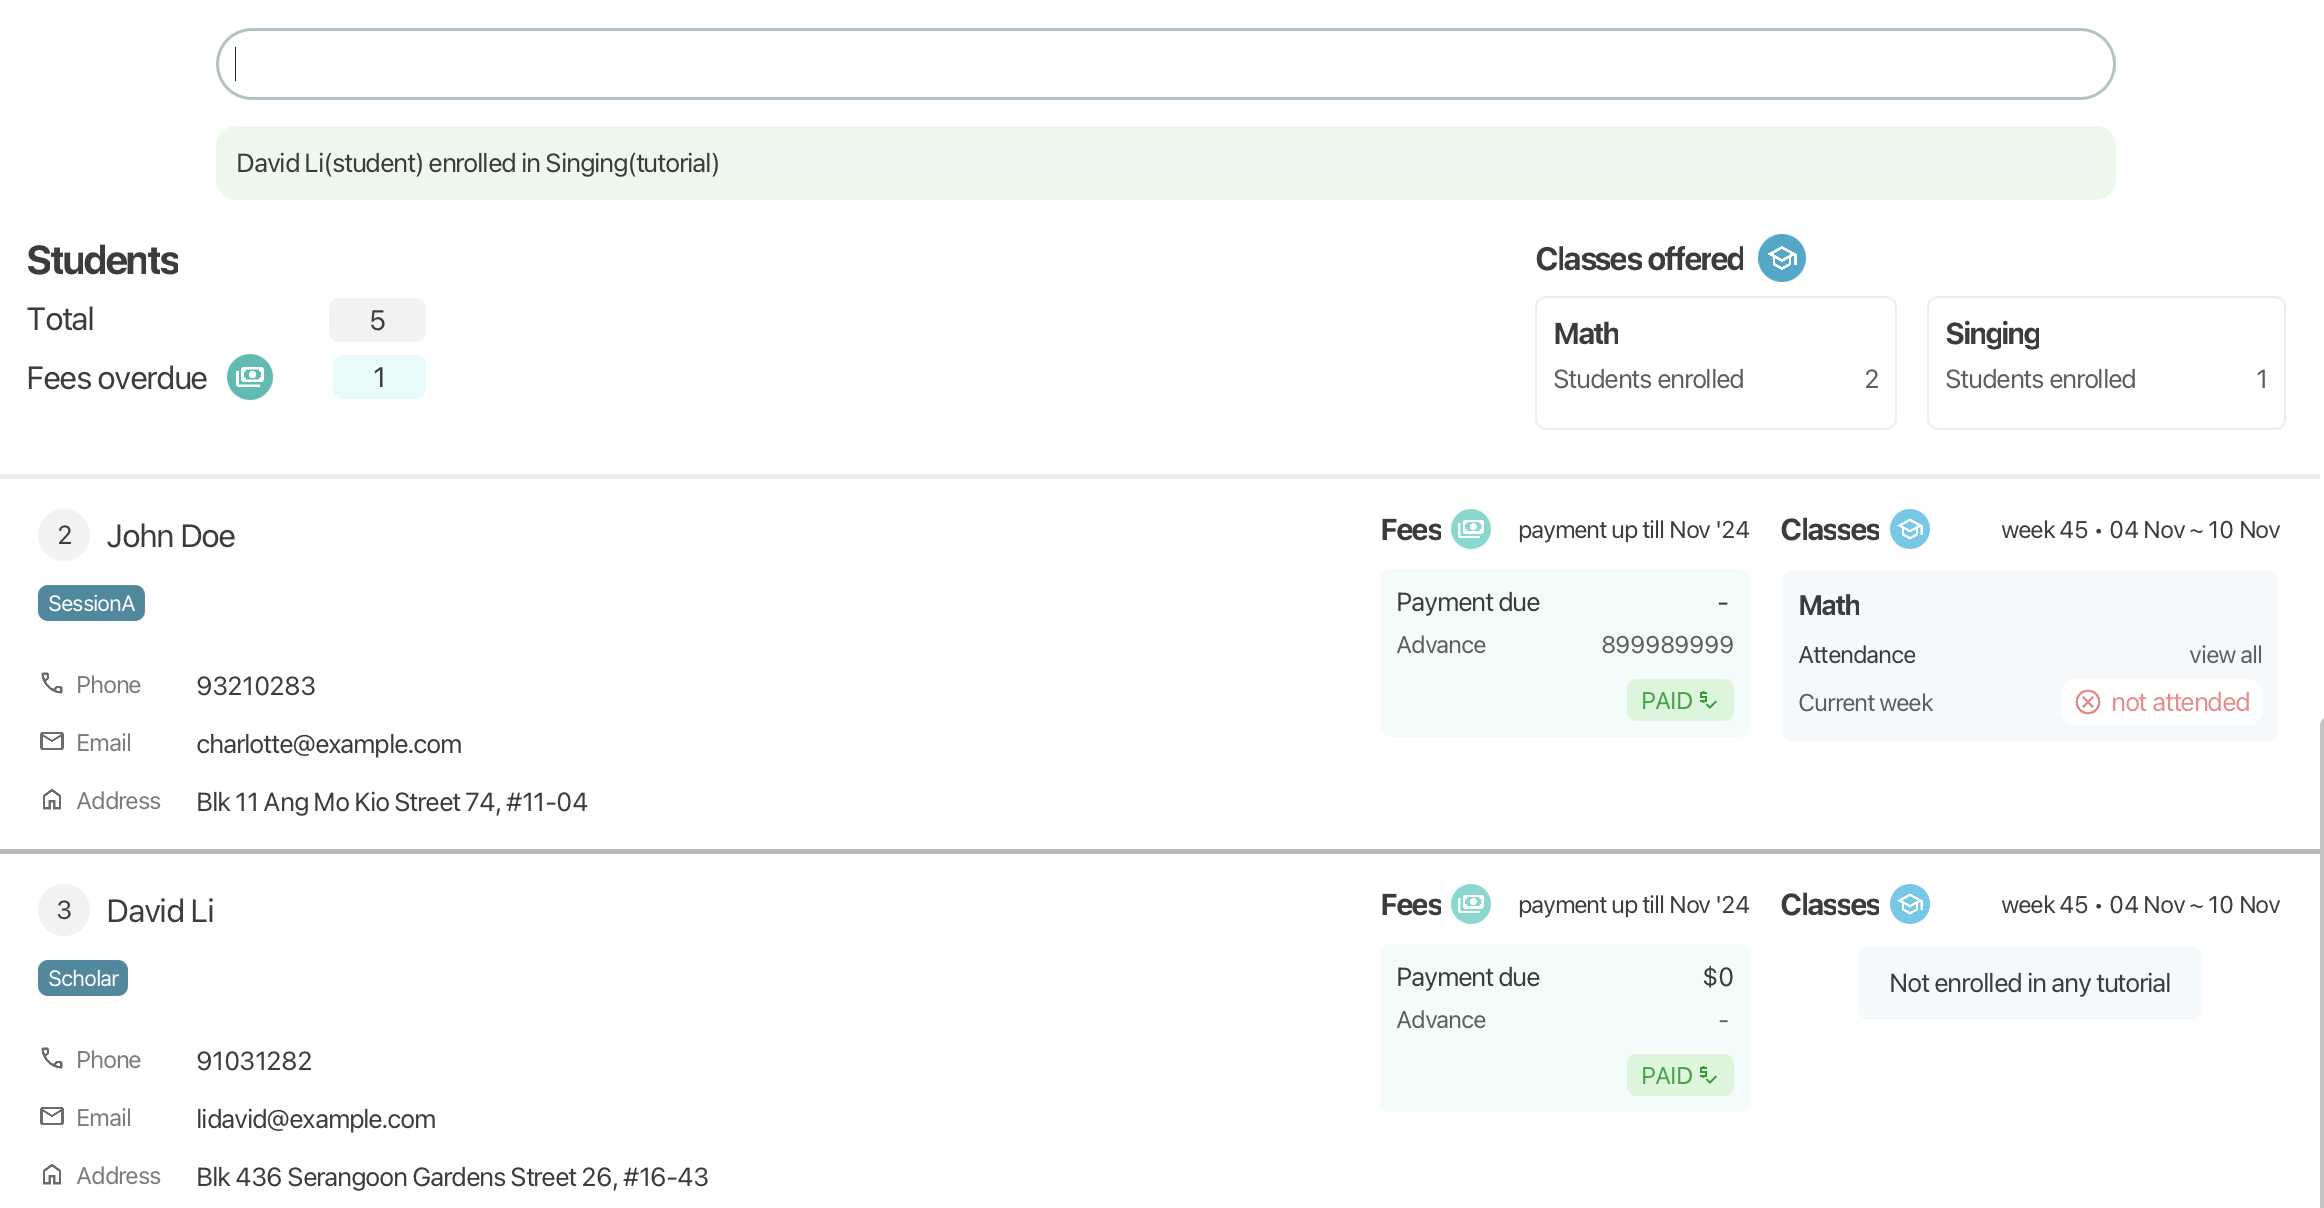 David Li(student) enrolled in Singing(tutorial)
Students
Total 5
Fees overdue 1
Classes offered
Math
Students enrolled 2
Singing
Students enrolled 1
2 John Doe
SessionA
Phone 93210283
Email charlotte@example.com
Address Blk 11 Ang Mo Kio Street 74, #11-04
Fees payment up till Nov '24
Payment due -
Advance 899989999
PAID
Classes week 45 • 04 Nov ~ 10 Nov
Math
Attendance view all
Current week not attended
3 David Li
Scholar
Phone 91031282
Email lidavid@example.com
Address Blk 436 Serangoon Gardens Street 26, #16-43
Fees payment up till Nov '24
Payment due $0
Advance -
PAID
Classes week 45 • 04 Nov ~ 10 Nov
Not enrolled in any tutorial